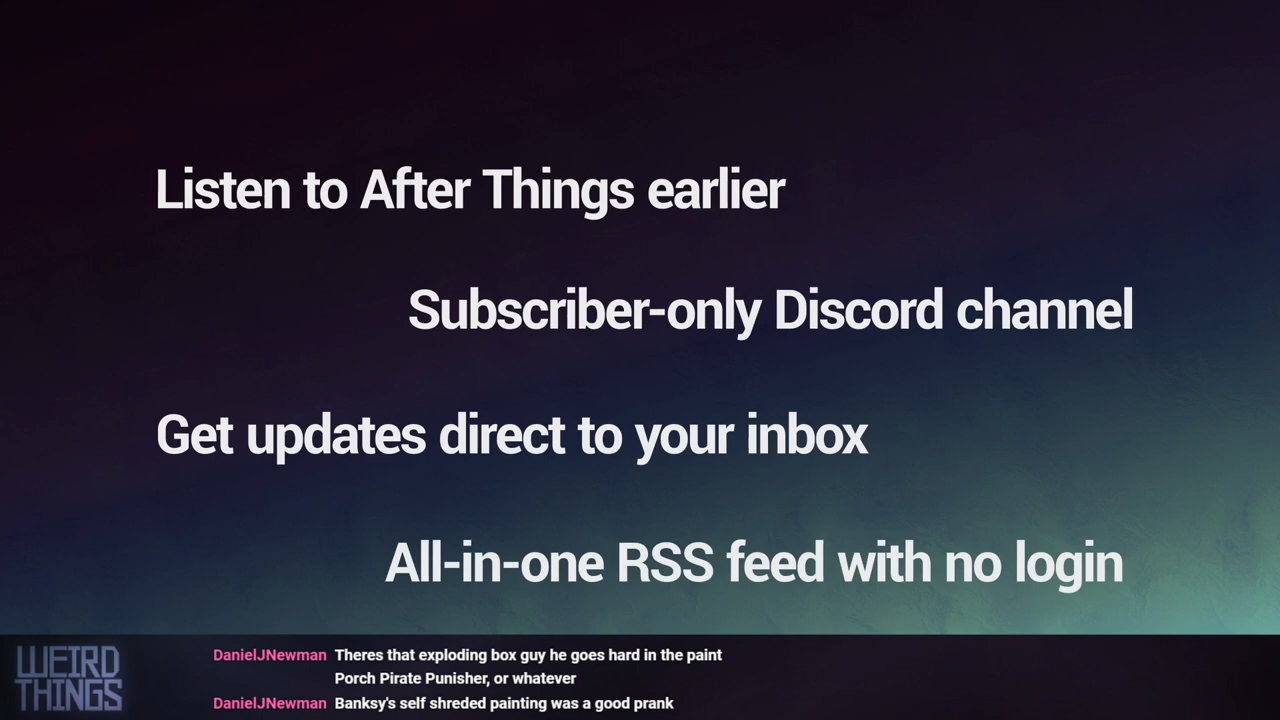 Listen to After Things earlier
Subscriber-only Discord channel
Get updates direct to your inbox
All-in-one RSS feed with no login
WEIRD
THINGS
DanielJNewman Theres that exploding box guy he goes hard in the paint
Porch Pirate Punisher, or whatever
DanielJNewman Banksy's self shreded painting was a good prank